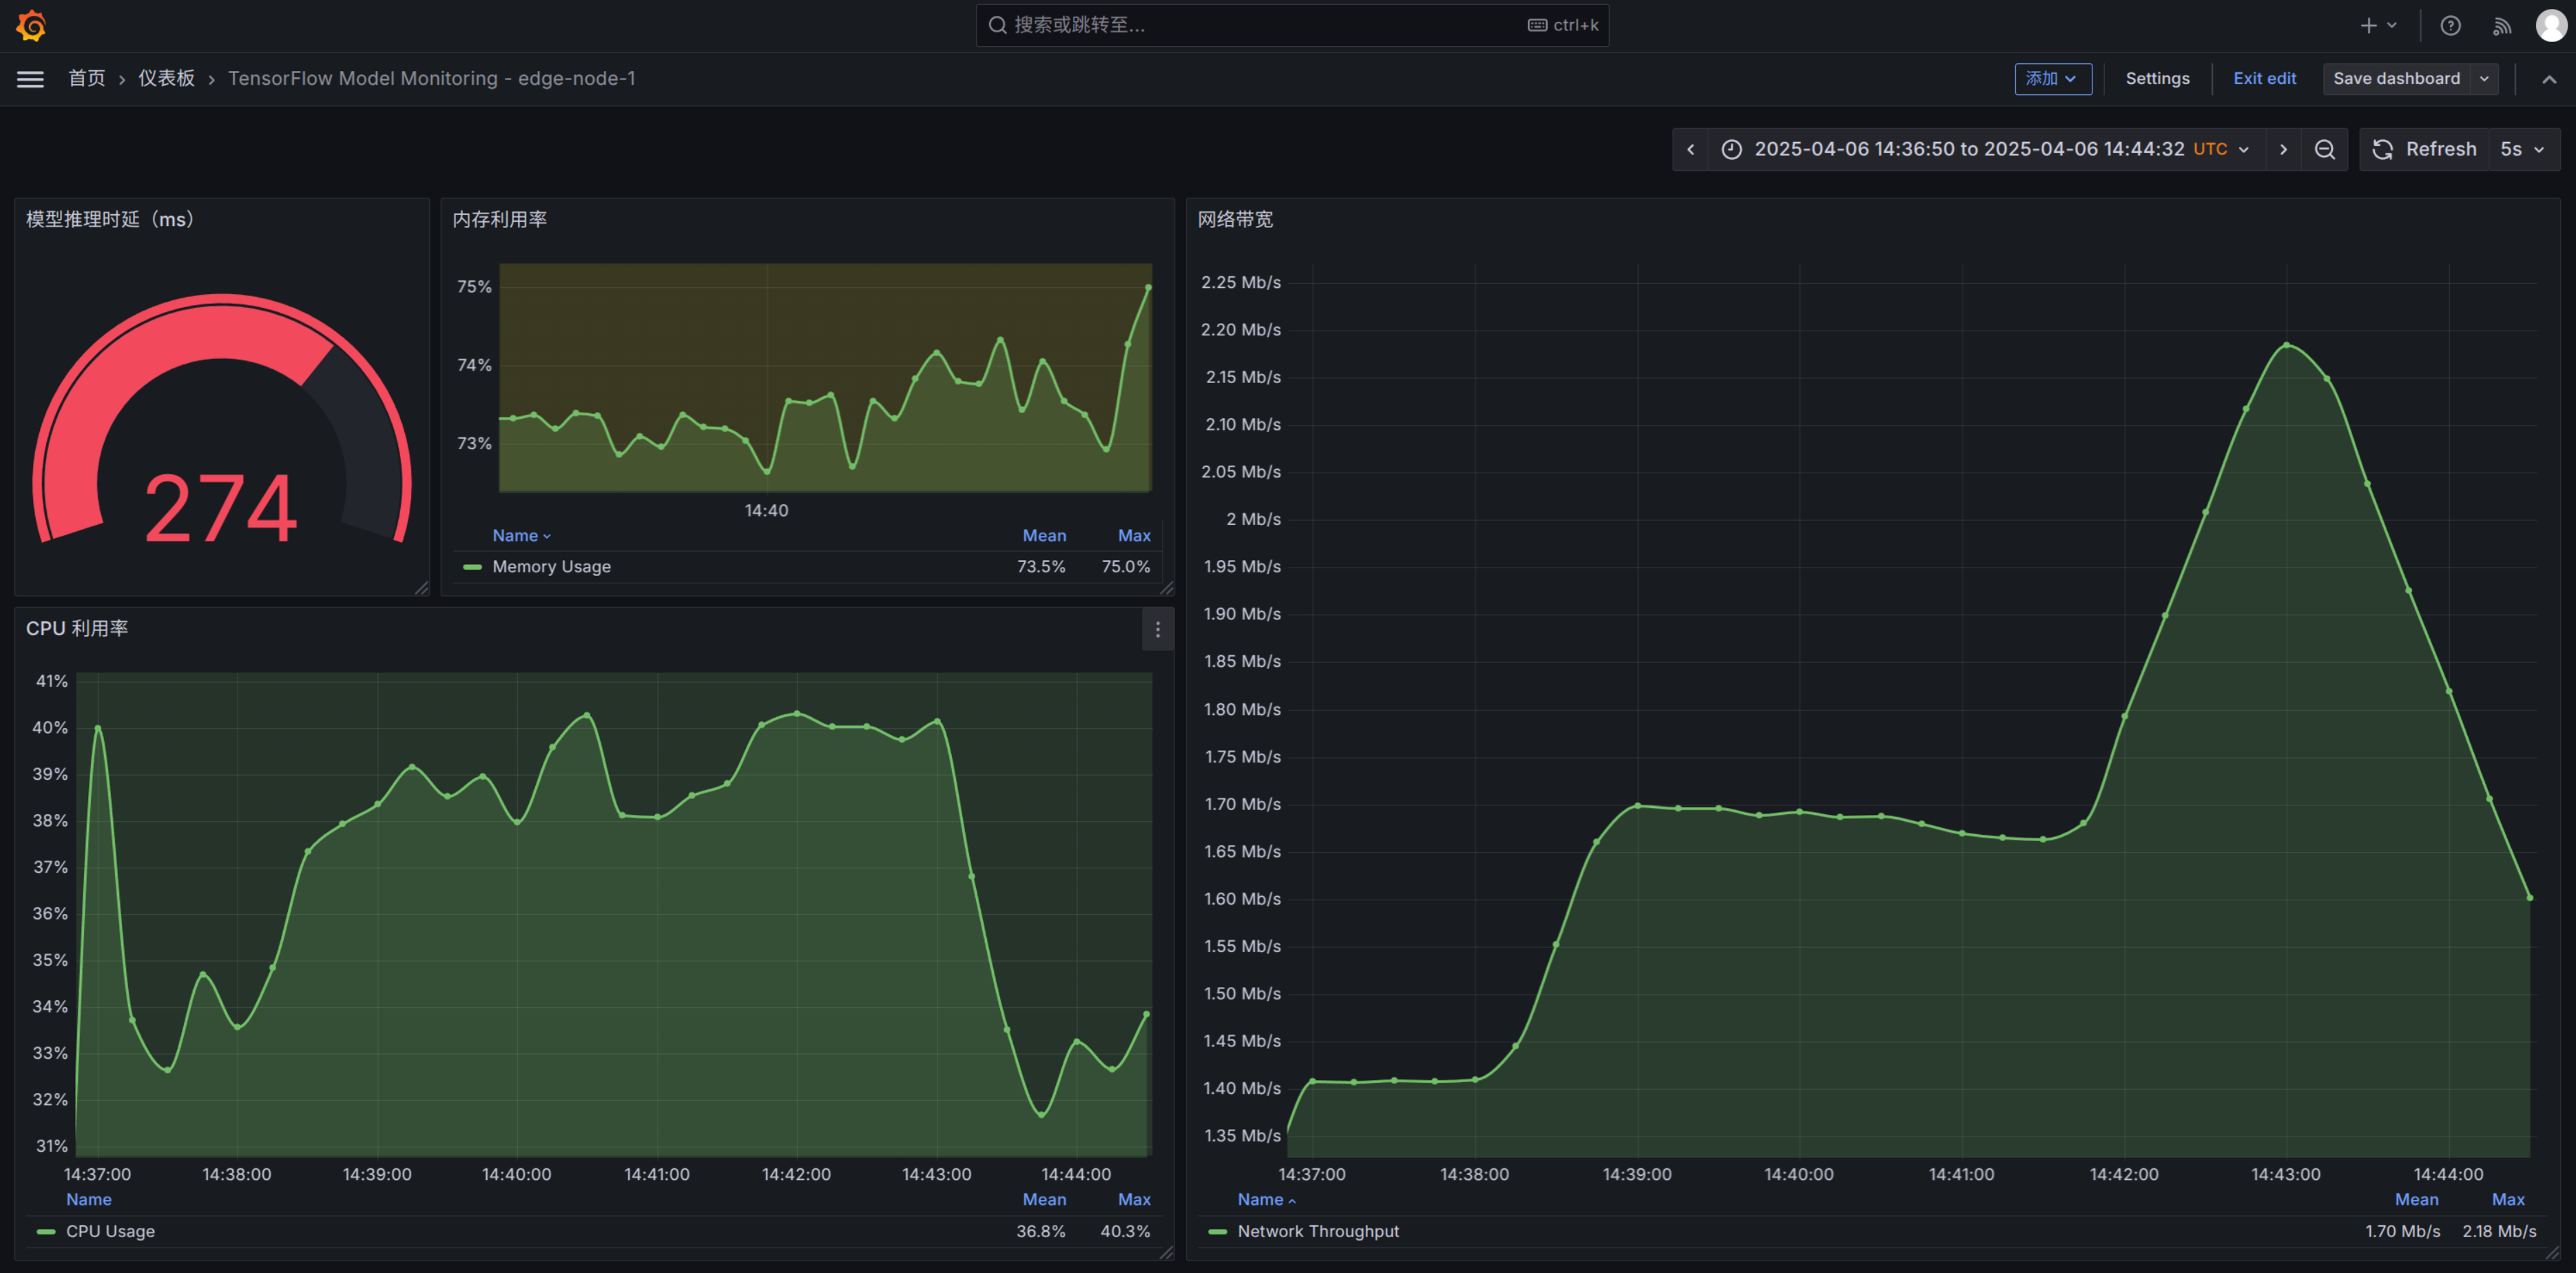 搜索或跳转至...
ctrl+k
首页 › 仪表板 › TensorFlow Model Monitoring - edge-node-1
添加
Settings
Exit edit
Save dashboard
2025-04-06 14:36:50 to 2025-04-06 14:44:32 UTC
Refresh
5s
模型推理时延（ms）
274
内存利用率
75%
74%
73%
14:40
Name Mean Max
Memory Usage 73.5% 75.0%
CPU 利用率
41%
40%
39%
38%
37%
36%
35%
34%
33%
32%
31%
14:37:00 14:38:00 14:39:00 14:40:00 14:41:00 14:42:00 14:43:00 14:44:00
Name Mean Max
CPU Usage 36.8% 40.3%
网络带宽
2.25 Mb/s
2.20 Mb/s
2.15 Mb/s
2.10 Mb/s
2.05 Mb/s
2 Mb/s
1.95 Mb/s
1.90 Mb/s
1.85 Mb/s
1.80 Mb/s
1.75 Mb/s
1.70 Mb/s
1.65 Mb/s
1.60 Mb/s
1.55 Mb/s
1.50 Mb/s
1.45 Mb/s
1.40 Mb/s
1.35 Mb/s
14:37:00 14:38:00 14:39:00 14:40:00 14:41:00 14:42:00 14:43:00 14:44:00
Name Mean Max
Network Throughput 1.70 Mb/s 2.18 Mb/s